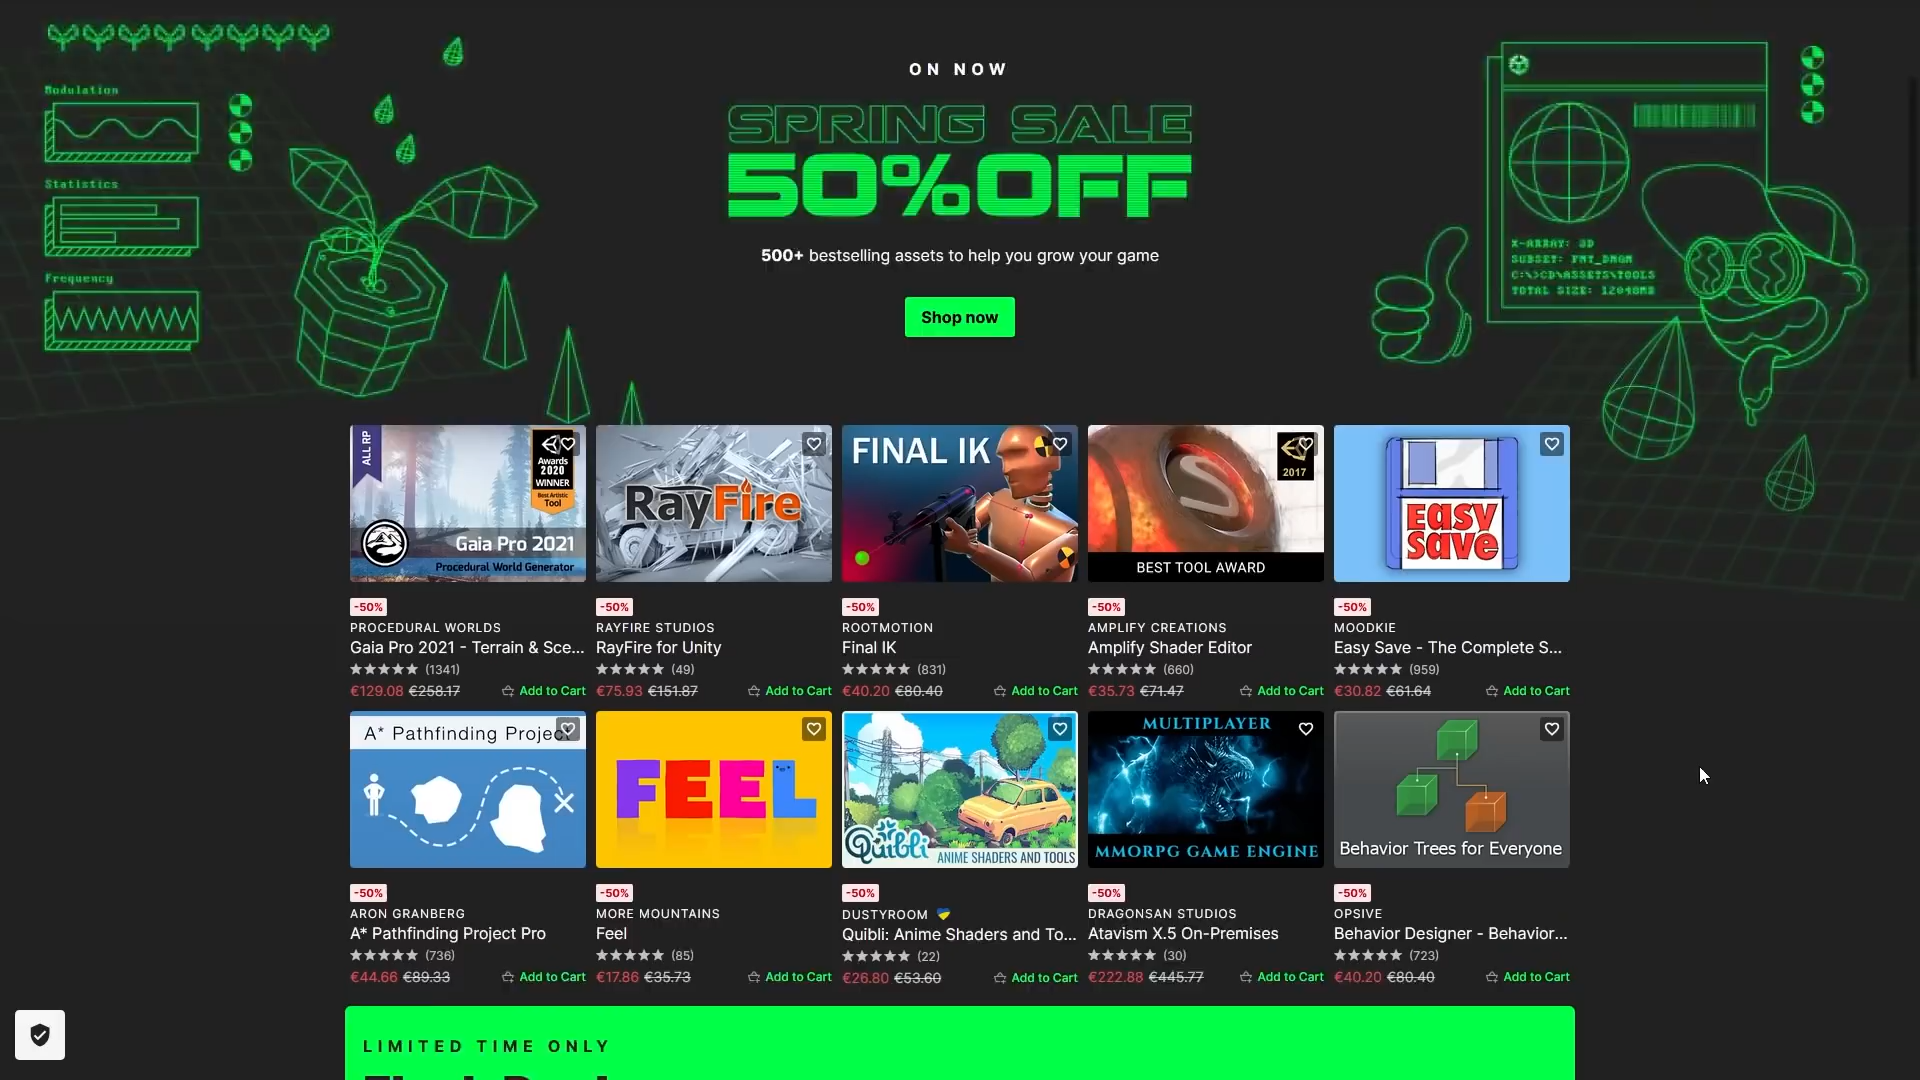 ON NOW
SPRING SALE
50%OFF
500+ bestselling assets to help you grow your game
Shop now
Modulation
Statistics
Frequency
X-ARRAY: 3D
TOTAL SIZE: 12048MB
ALL RP
Awards
2020
WINNER
Best Artistic
Tool
Gaia Pro 2021
Procedural World Generator
RayFire
FINAL IK
2017
BEST TOOL AWARD
Easy
Save
-50%
PROCEDURAL WORLDS
Gaia Pro 2021 - Terrain & Sce...
(1341)
€129.08 €258.17 Add to Cart
-50%
RAYFIRE STUDIOS
RayFire for Unity
(49)
€75.93 €151.87 Add to Cart
-50%
ROOTMOTION
Final IK
(831)
€40.20 €80.40 Add to Cart
-50%
AMPLIFY CREATIONS
Amplify Shader Editor
(660)
€35.73 €71.47 Add to Cart
-50%
MOODKIE
Easy Save - The Complete S...
(959)
€30.82 €61.64 Add to Cart
A* Pathfinding Project
FEEL
Quibli
ANIME SHADERS AND TOOLS
MULTIPLAYER
MMORPG GAME ENGINE
Behavior Trees for Everyone
-50%
ARON GRANBERG
A* Pathfinding Project Pro
(736)
€44.66 €89.33 Add to Cart
-50%
MORE MOUNTAINS
Feel
(85)
€17.86 €35.73 Add to Cart
-50%
DUSTYROOM
Quibli: Anime Shaders and To...
(22)
€26.80 €53.60 Add to Cart
-50%
DRAGONSAN STUDIOS
Atavism X.5 On-Premises
(30)
€222.88 €445.77 Add to Cart
-50%
OPSIVE
Behavior Designer - Behavior...
(723)
€40.20 €80.40 Add to Cart
LIMITED TIME ONLY